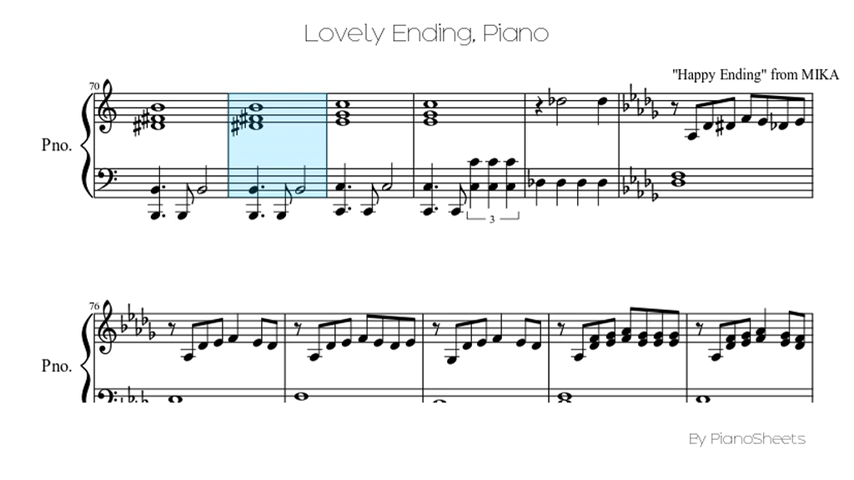 Lovely Ending, Piano
"Happy Ending" from MIKA
70
Pno.
3
76
Pno.
By PianoSheets